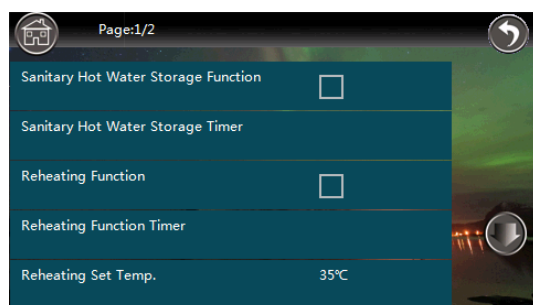 Page:1/2
Sanitary Hot Water Storage Function
Sanitary Hot Water Storage Timer
Reheating Function
Reheating Function Timer
Reheating Set Temp. 35℃